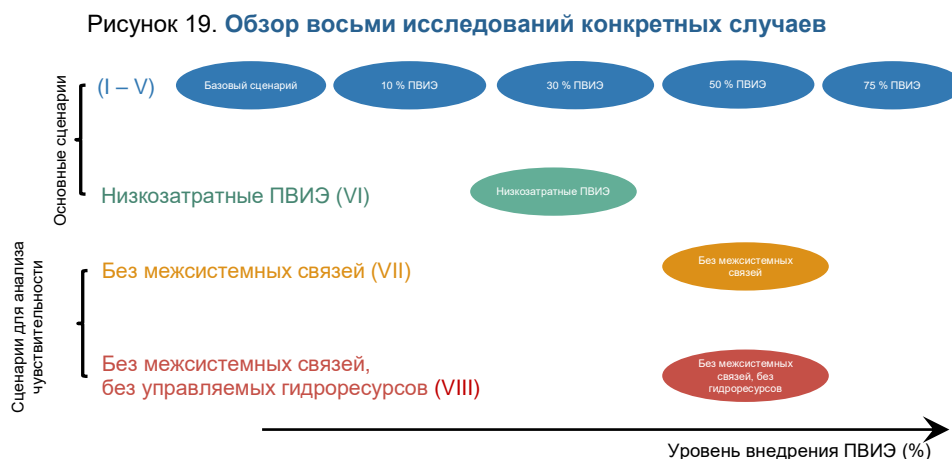 Рисунок 19. Обзор восьми исследований конкретных случаев
Основные сценарии
(I – V)
Базового сценарий
10 % ПВИЭ
30 % ПВИЭ
50 % ПВИЭ
75 % ПВИЭ
Низкозатратные ПВИЭ (VI)
Низкозатратные ПВИЭ
Сценарии для анализа
чувствительности
Без межсистемных связей (VII)
Без межсистемных
связей
Без межсистемных связей,
без управляемых гидроресурсов (VIII)
Без межсистемных
связей, без
гидроресурсов
Уровень внедрения ПВИЭ (%)